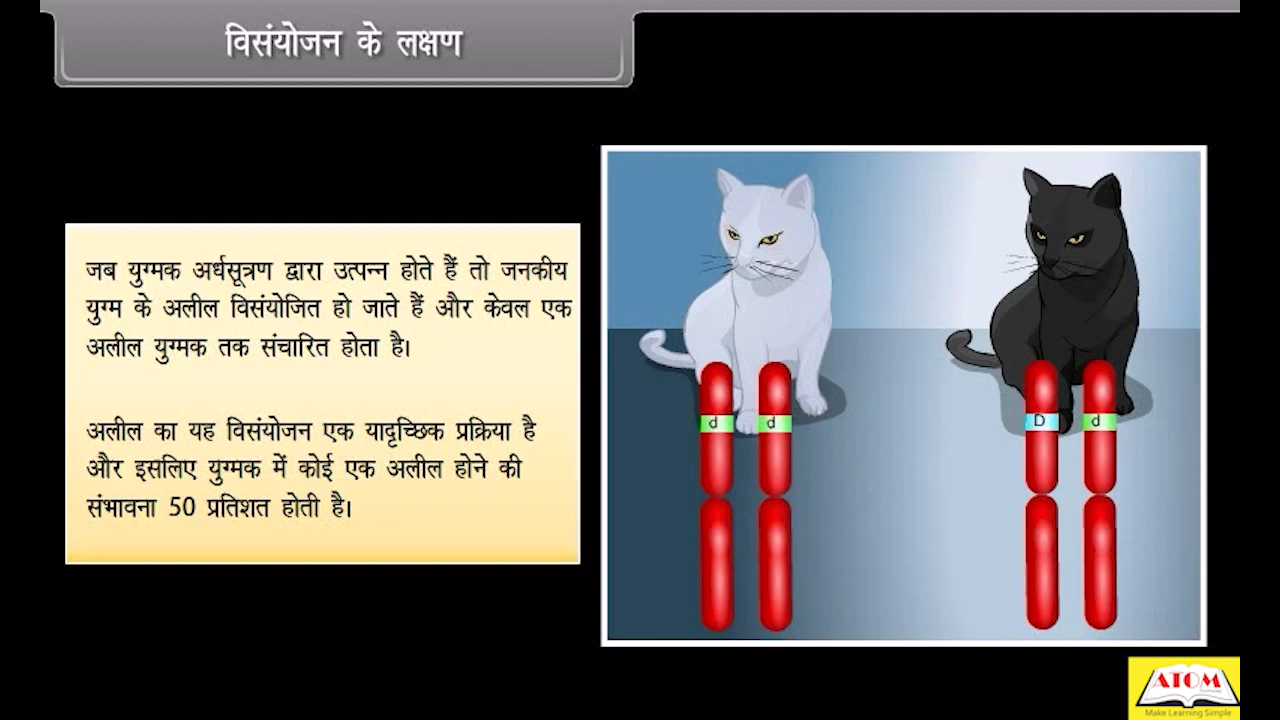 विसंयोजन के लक्षण
जब युग्मक अर्धसूत्रण द्वारा उत्पन्न होते हैं तो जनकीय
युग्म के अलील विसंयोजित हो जाते हैं और केवल एक
अलील युग्मक तक संचारित होता है।
अलील का यह विसंयोजन एक यादृच्छिक प्रक्रिया है
और इसलिए युग्मक में कोई एक अलील होने की
संभावना 50 प्रतिशत होती है।
d d D d
ATOM
Make Learning Simple